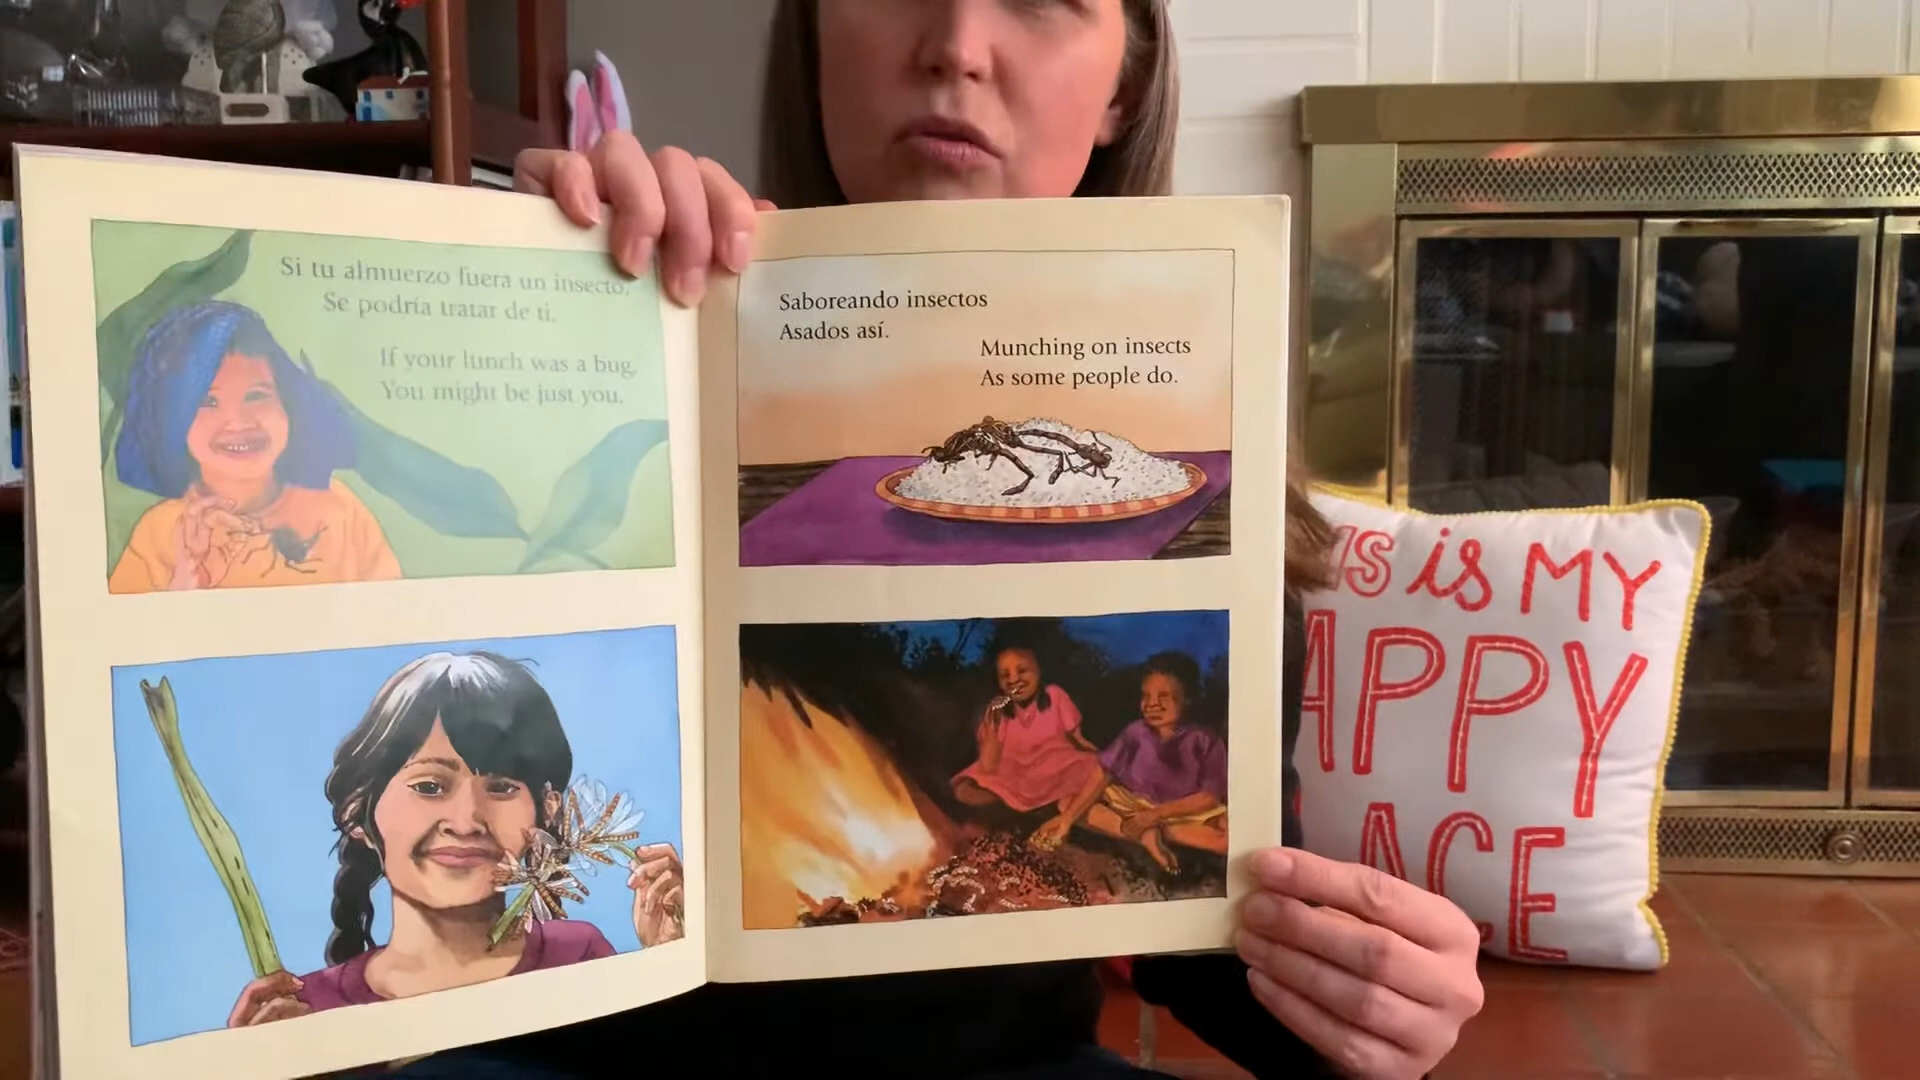 Si tu almuerzo fuera un insecto,
Se podría tratar de ti.
If your lunch was a bug,
You might be just you.
Saboreando insectos
Asados así.
Munching on insects
As some people do.
IS is MY
APPY
ACE